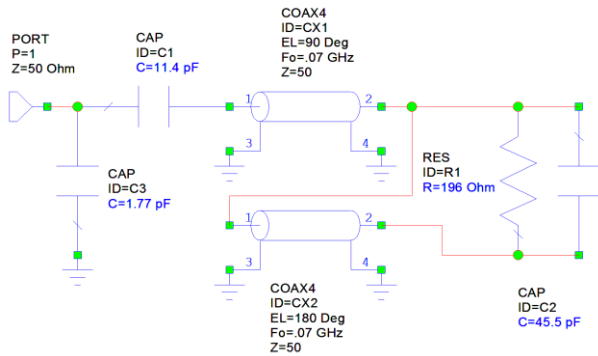 PORT
P=1
Z=50 Ohm
CAP
ID=C1
C=11.4 pF
COAX4
ID=CX1
EL=90 Deg
Fo=.07 GHz
Z=50
1
2
3
4
CAP
ID=C3
C=1.77 pF
RES
ID=R1
R=196 Ohm
1
2
3
4
COAX4
ID=CX2
EL=180 Deg
Fo=.07 GHz
Z=50
CAP
ID=C2
C=45.5 pF